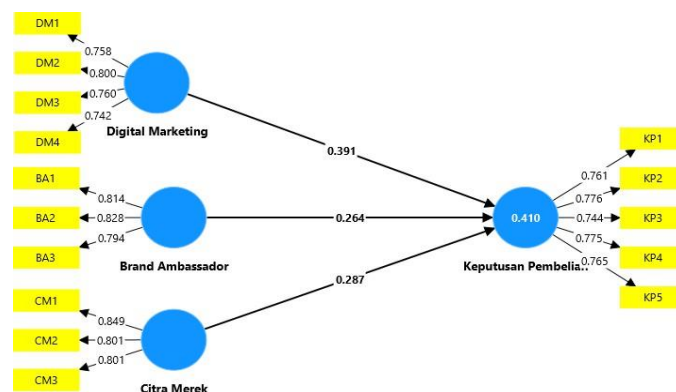 DM1
0.758
DM2
0.800
DM3
0.760
DM4
0.742
Digital Marketing
0.391
BA1
0.814
BA2
0.828
BA3
0.794
Brand Ambassador
0.264
CM1
0.849
CM2
0.801
CM3
0.801
Citra Merek
0.287
0.410
Keputusan Pembelia..
KP1
0.761
KP2
0.776
KP3
0.744
KP4
0.775
KP5
0.765